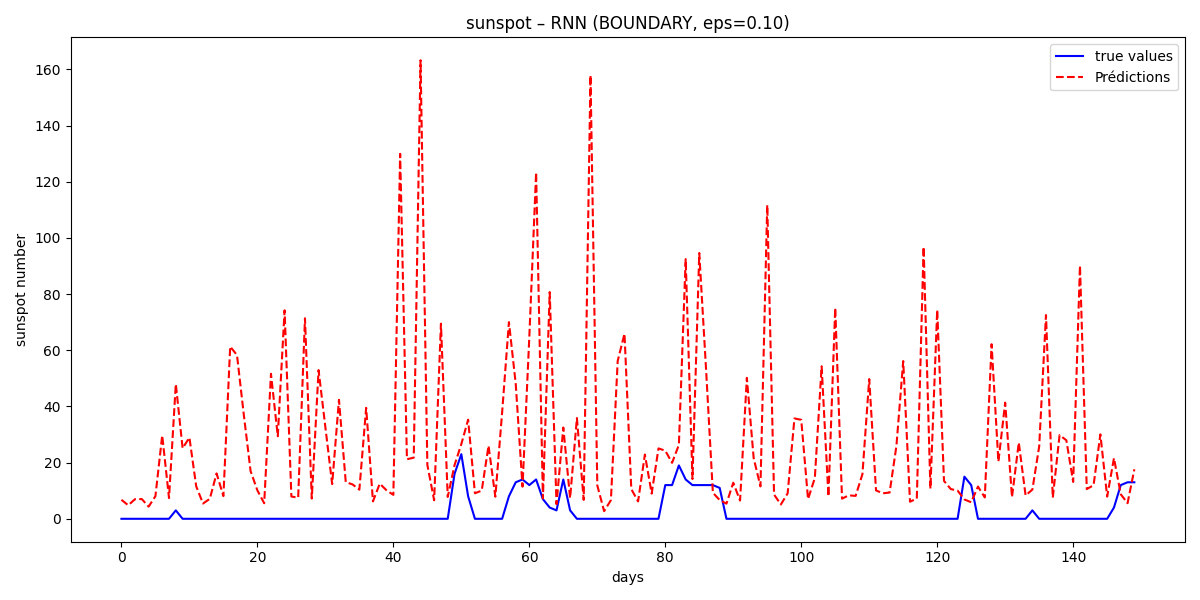 sunspot – RNN (BOUNDARY, eps=0.10)
true values
Prédictions
sunspot number
160
140
120
100
80
60
40
20
0
0 20 40 60 80 100 120 140
days